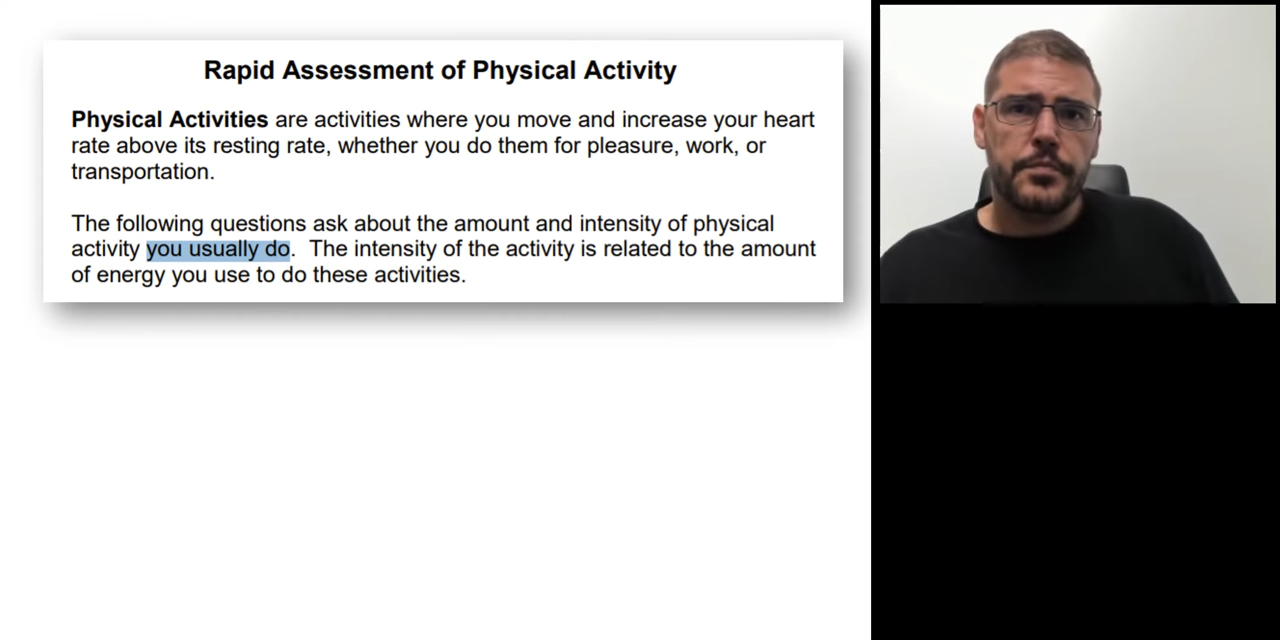 Rapid Assessment of Physical Activity
Physical Activities are activities where you move and increase your heart
rate above its resting rate, whether you do them for pleasure, work, or
transportation.
The following questions ask about the amount and intensity of physical
activity you usually do.  The intensity of the activity is related to the amount
of energy you use to do these activities.